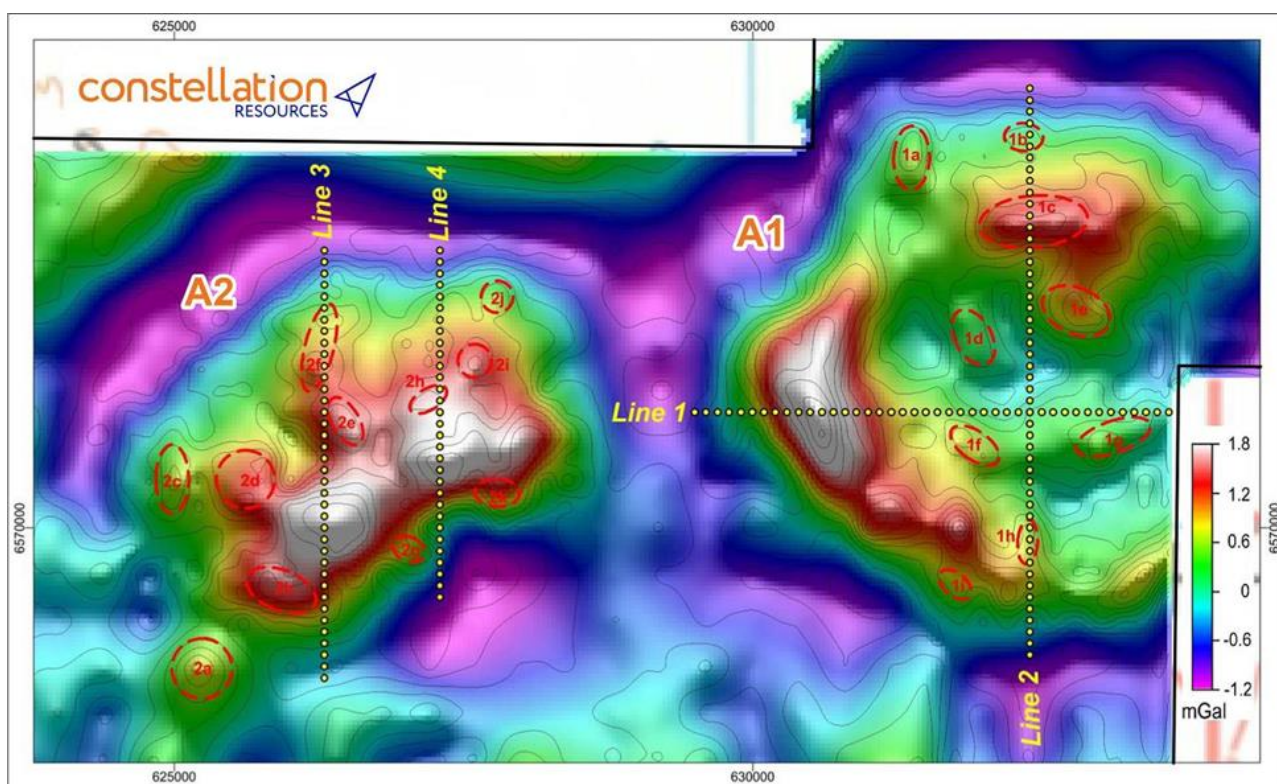 625000
630000
constellation
RESOURCES
Line 3
Line 4
A1
A2
1a
1b
1c
1d
1e
1f
1h
1i
2j
2f
2i
2h
2e
2c
2d
2g
2a
Line 1
Line 2
6570000
6570000
1.8
1.2
0.6
0
-0.6
-1.2
mGal
625000
630000